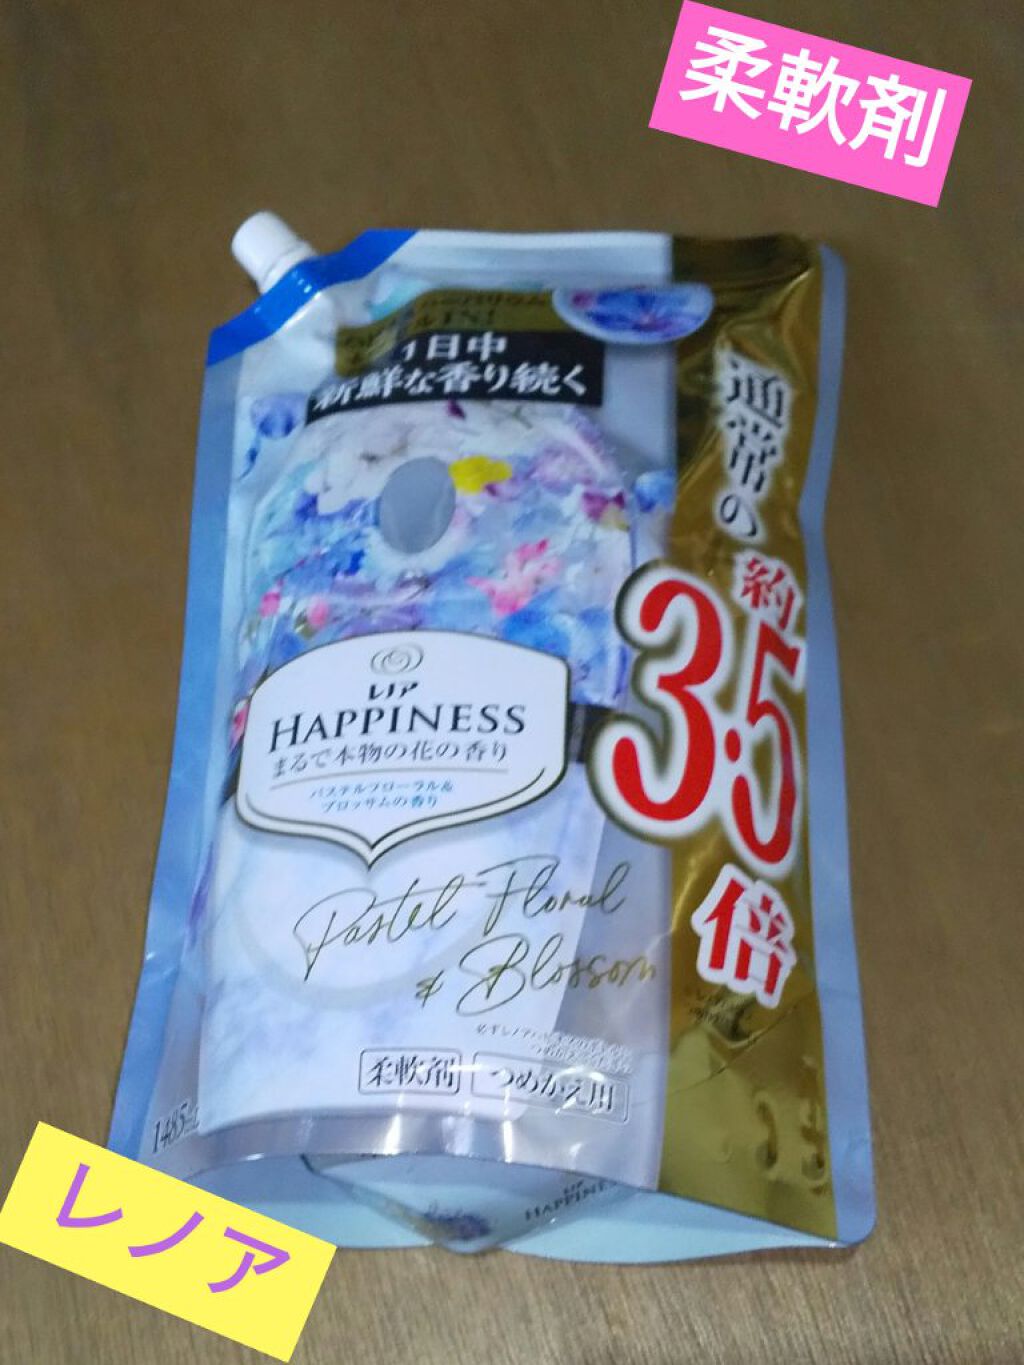 柔軟剤
1日中
新鮮な香り続く
通常の
約
3.5
倍
レノア
HAPPINESS
まるで本物の花の香り
パステルフローラル&
ブロッサムの香り
Pastel Floral
& Blossom
柔軟剤
つめかえ用
HAPPINESS
レノア